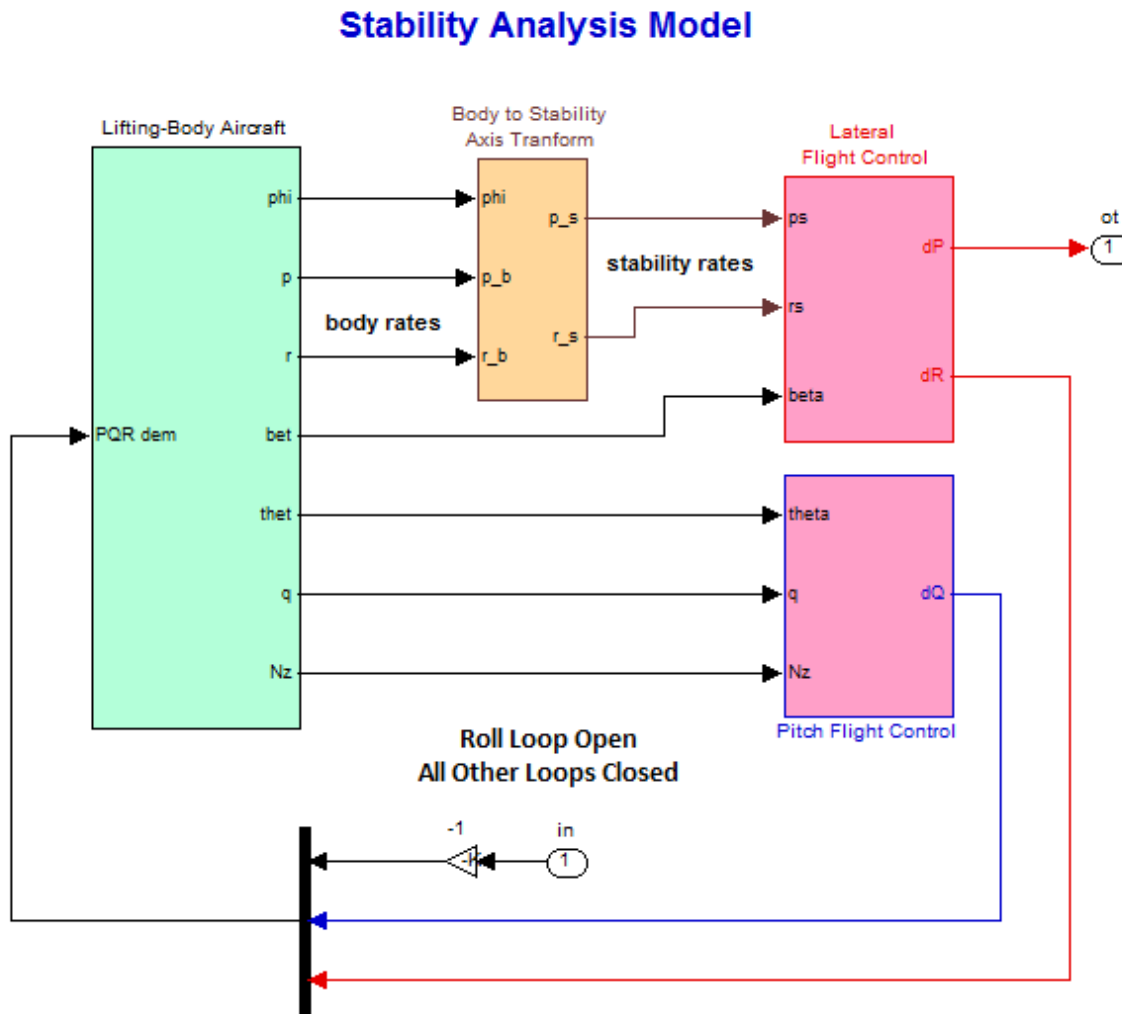 Stability Analysis Model
Lifting-Body Aircraft
phi
p
r
bet
thet
q
Nz
PQR dem
Body to Stability
Axis Tranform
phi
p_b
r_b
p_s
r_s
body rates
stability rates
Lateral
Flight Control
ps
rs
beta
dP
dR
ot
1
theta
q
Nz
dQ
Pitch Flight Control
Roll Loop Open
All Other Loops Closed
-1
in
1